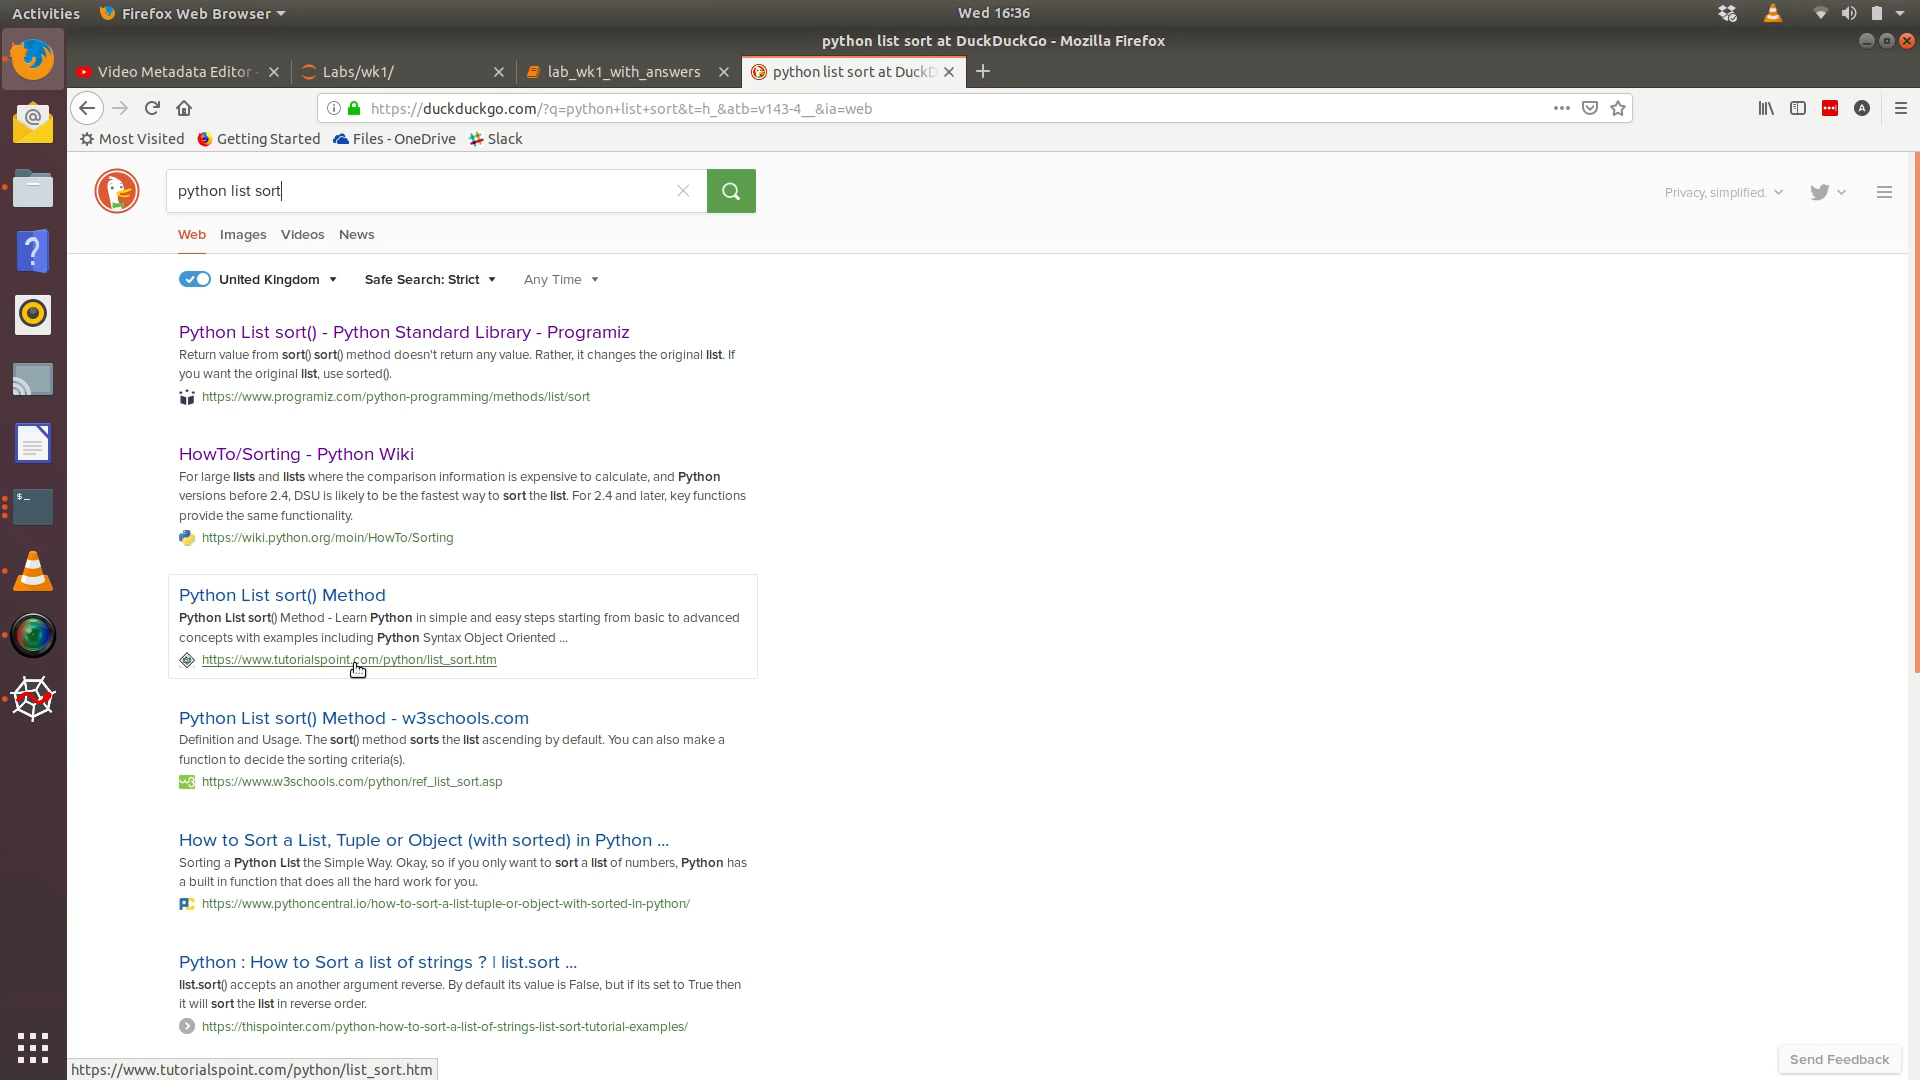 Activities
Firefox Web Browser
Wed 16:36
python list sort at DuckDuckGo - Mozilla Firefox
Video Metadata Editor
Labs/wk1/
lab_wk1_with_answers
python list sort at DuckD
https://duckduckgo.com/?q=python+list+sort&t=h_&atb=v143-4__&ia=web
Most Visited
Getting Started
Files - OneDrive
Slack
python list sort
Privacy, simplified.
Web
Images
Videos
News
United Kingdom
Safe Search: Strict
Any Time
Python List sort() - Python Standard Library - Programiz
Return value from sort() sort() method doesn't return any value. Rather, it changes the original list. If
you want the original list, use sorted().
https://www.programiz.com/python-programming/methods/list/sort
HowTo/Sorting - Python Wiki
For large lists and lists where the comparison information is expensive to calculate, and Python
versions before 2.4, DSU is likely to be the fastest way to sort the list. For 2.4 and later, key functions
provide the same functionality.
https://wiki.python.org/moin/HowTo/Sorting
Python List sort() Method
Python List sort() Method - Learn Python in simple and easy steps starting from basic to advanced
concepts with examples including Python Syntax Object Oriented ...
https://www.tutorialspoint.com/python/list_sort.htm
Python List sort() Method - w3schools.com
Definition and Usage. The sort() method sorts the list ascending by default. You can also make a
function to decide the sorting criteria(s).
https://www.w3schools.com/python/ref_list_sort.asp
How to Sort a List, Tuple or Object (with sorted) in Python ...
Sorting a Python List the Simple Way. Okay, so if you only want to sort a list of numbers, Python has
a built in function that does all the hard work for you.
https://www.pythoncentral.io/how-to-sort-a-list-tuple-or-object-with-sorted-in-python/
Python : How to Sort a list of strings ? | list.sort ...
list.sort() accepts an another argument reverse. By default its value is False, but if its set to True then
it will sort the list in reverse order.
https://thispointer.com/python-how-to-sort-a-list-of-strings-list-sort-tutorial-examples/
Send Feedback
https://www.tutorialspoint.com/python/list_sort.htm